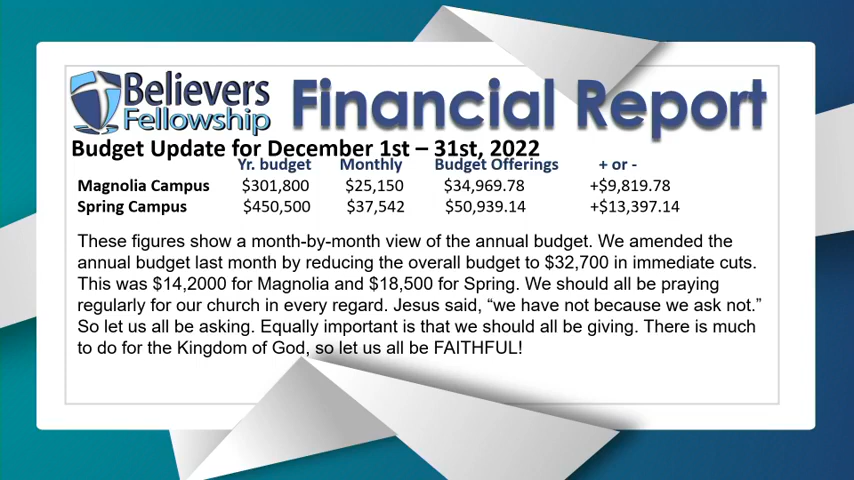 Believers
Fellowship
Financial Report
Budget Update for December 1st – 31st, 2022
Yr. budget Monthly Budget Offerings + or -
Magnolia Campus $301,800 $25,150 $34,969.78 +$9,819.78
Spring Campus $450,500 $37,542 $50,939.14 +$13,397.14
These figures show a month-by-month view of the annual budget. We amended the
annual budget last month by reducing the overall budget to $32,700 in immediate cuts.
This was $14,2000 for Magnolia and $18,500 for Spring. We should all be praying
regularly for our church in every regard. Jesus said, “we have not because we ask not.”
So let us all be asking. Equally important is that we should all be giving. There is much
to do for the Kingdom of God, so let us all be FAITHFUL!